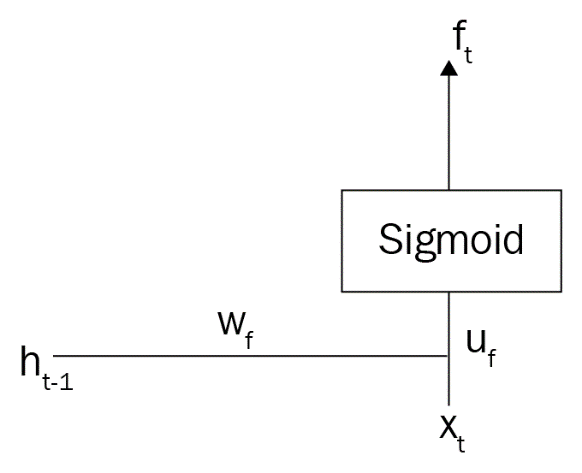 f_t
Sigmoid
w_f
u_f
h_t-1
x_t